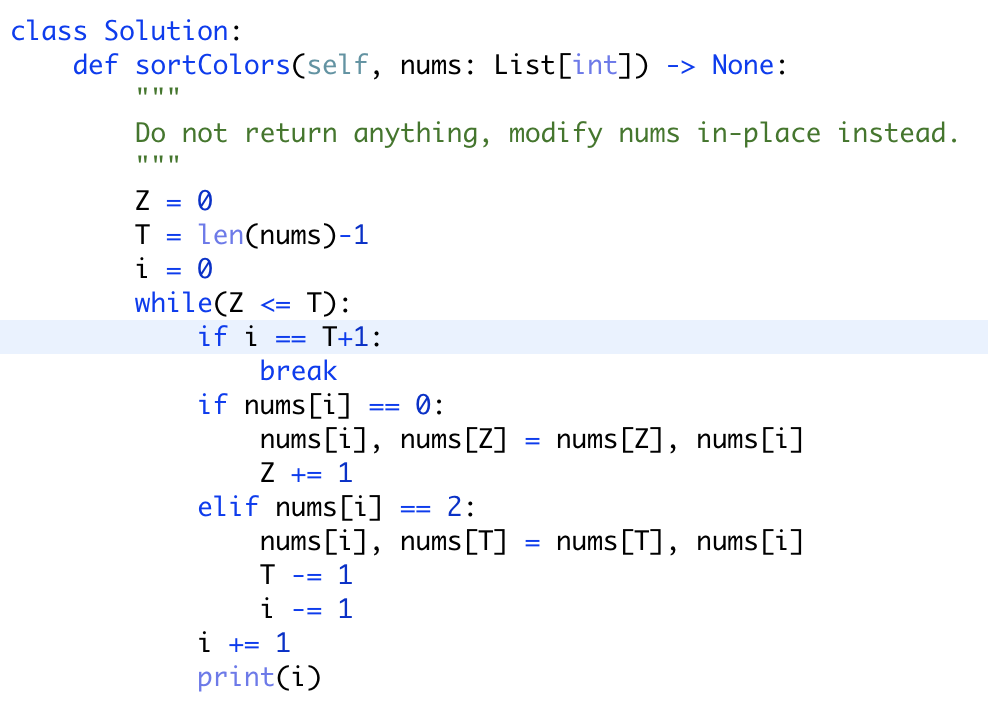 class Solution:
    def sortColors(self, nums: List[int]) -> None:
        """
        Do not return anything, modify nums in-place instead.
        """
        Z = 0
        T = len(nums)-1
        i = 0
        while(Z <= T):
            if i == T+1:
                break
            if nums[i] == 0:
                nums[i], nums[Z] = nums[Z], nums[i]
                Z += 1
            elif nums[i] == 2:
                nums[i], nums[T] = nums[T], nums[i]
                T -= 1
                i -= 1
            i += 1
            print(i)